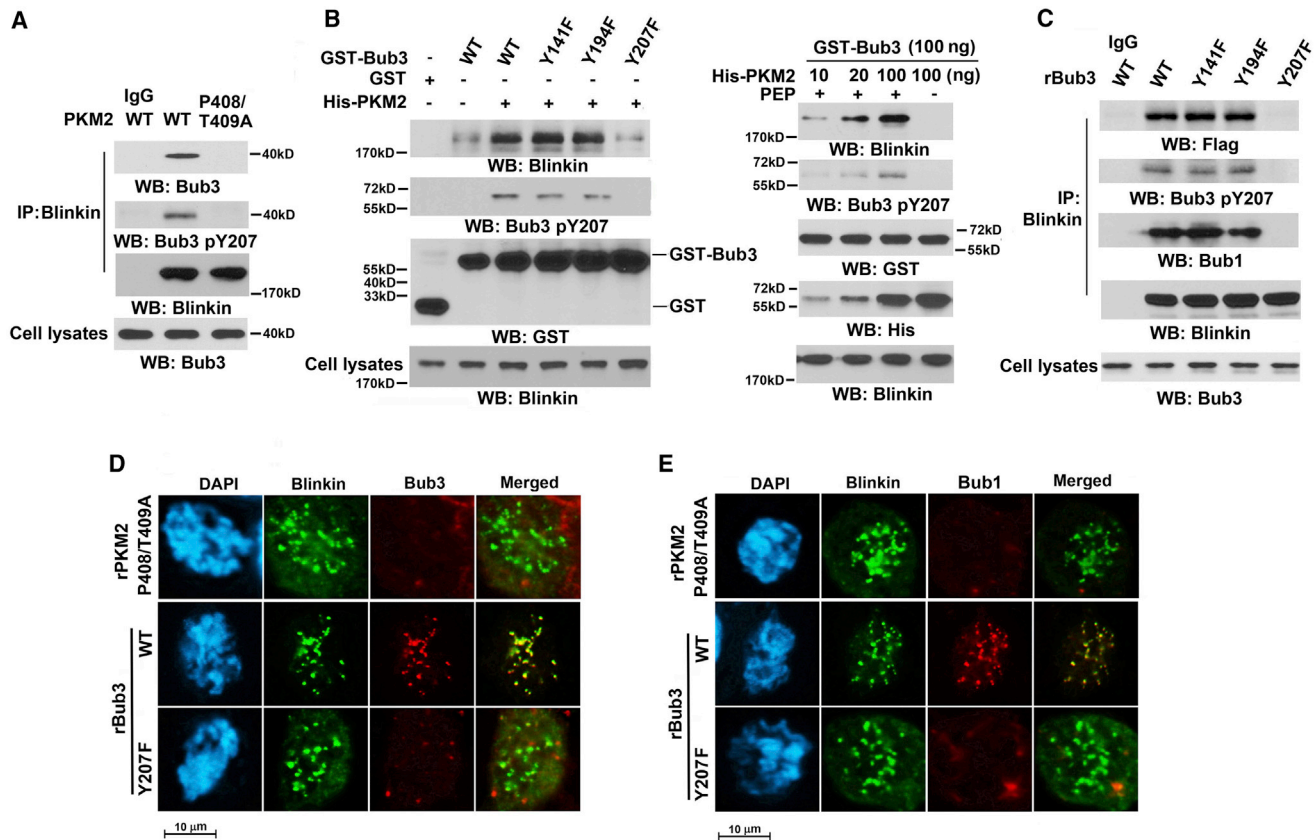 A
IgG
P408/
PKM2 WT WT T409A
40kD
WB: Bub3
IP:Blinkin
40kD
WB: Bub3 pY207
170kD
WB: Blinkin
Cell lysates
40kD
WB: Bub3
B
GST-Bub3 - WT WT Y141F Y194F Y207F
GST + - - - - -
His-PKM2 - - + + + +
170kD
WB: Blinkin
72kD
55kD
WB: Bub3 pY207
GST-Bub3
55kD
40kD
33kD
GST
WB: GST
Cell lysates
170kD
WB: Blinkin
GST-Bub3 (100 ng)
His-PKM2 10 20 100 100 (ng)
PEP + + + -
170kD
WB: Blinkin
72kD
55kD
WB: Bub3 pY207
72kD
55kD
WB: GST
72kD
55kD
WB: His
170kD
WB: Blinkin
C
IgG
rBub3 WT WT Y141F Y194F Y207F
WB: Flag
WB: Bub3 pY207
IP:
Blinkin
WB: Bub1
WB: Blinkin
Cell lysates
WB: Bub3
D
DAPI Blinkin Bub3 Merged
rPKM2
P408/T409A
rBub3
WT
Y207F
10 μm
E
DAPI Blinkin Bub1 Merged
rPKM2
P408/T409A
rBub3
WT
Y207F
10 μm